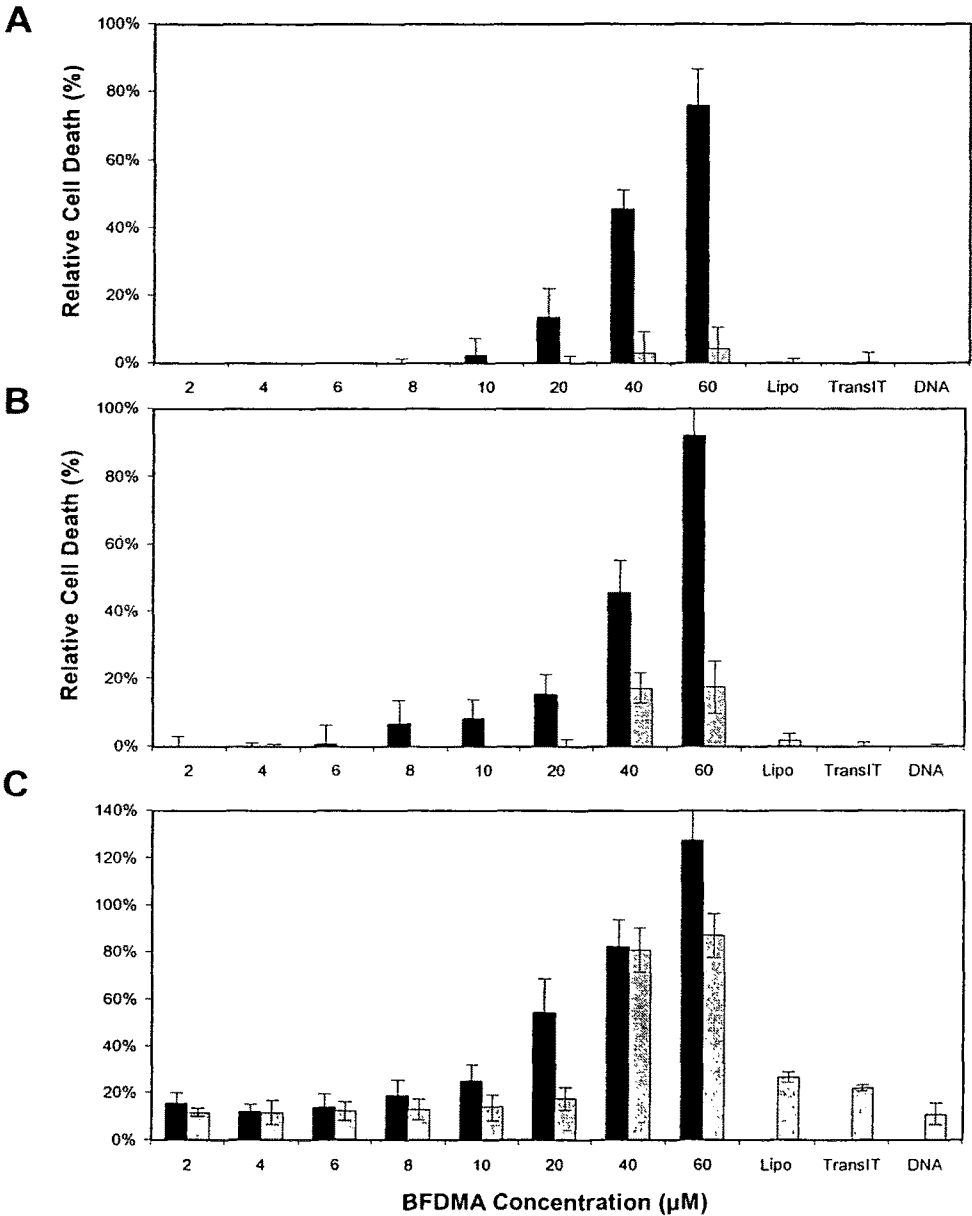 A
Relative Cell Death (%)
100%
80%
60%
40%
20%
0%
2 4 6 8 10 20 40 60 Lipo TransIT DNA
B
Relative Cell Death (%)
100%
80%
60%
40%
20%
0%
2 4 6 8 10 20 40 60 Lipo TransIT DNA
C
140%
120%
100%
80%
60%
40%
20%
0%
2 4 6 8 10 20 40 60 Lipo TransIT DNA
BFDMA Concentration (µM)